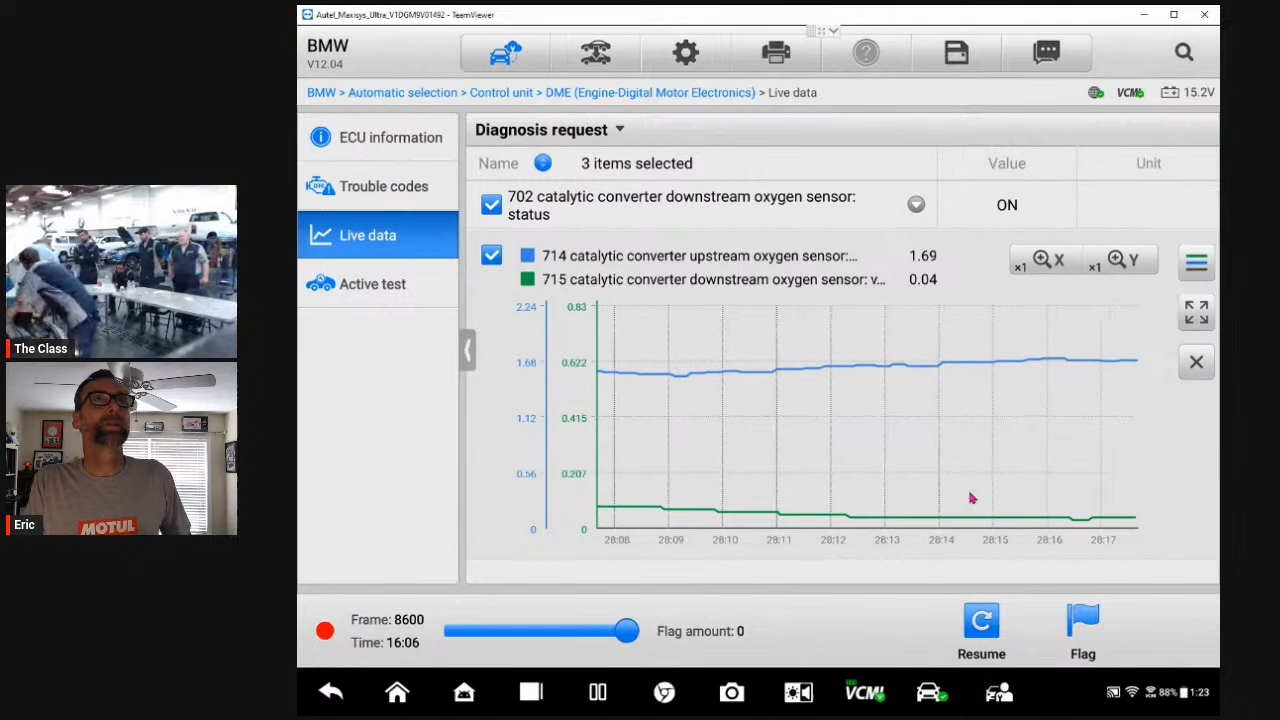 Autel_Maxisys_Ultra_V1DGM9V01492 - TeamViewer
BMW
V12.04
BMW > Automatic selection > Control unit > DME (Engine-Digital Motor Electronics) > Live data
VCMI
15.2V
ECU information
Trouble codes
Live data
Active test
Diagnosis request
Name
3 items selected
Value
Unit
702 catalytic converter downstream oxygen sensor:
status
ON
714 catalytic converter upstream oxygen sensor:...
1.69
715 catalytic converter downstream oxygen sensor: v...
0.04
x1 X
x1 Y
2.24
0.83
1.68
0.622
1.12
0.415
0.56
0.207
0
0
28:08
28:09
28:10
28:11
28:12
28:13
28:14
28:15
28:16
28:17
Frame: 8600
Time: 16:06
Flag amount: 0
Resume
Flag
VCMI
88%
1:23
The Class
Eric
MOTUL